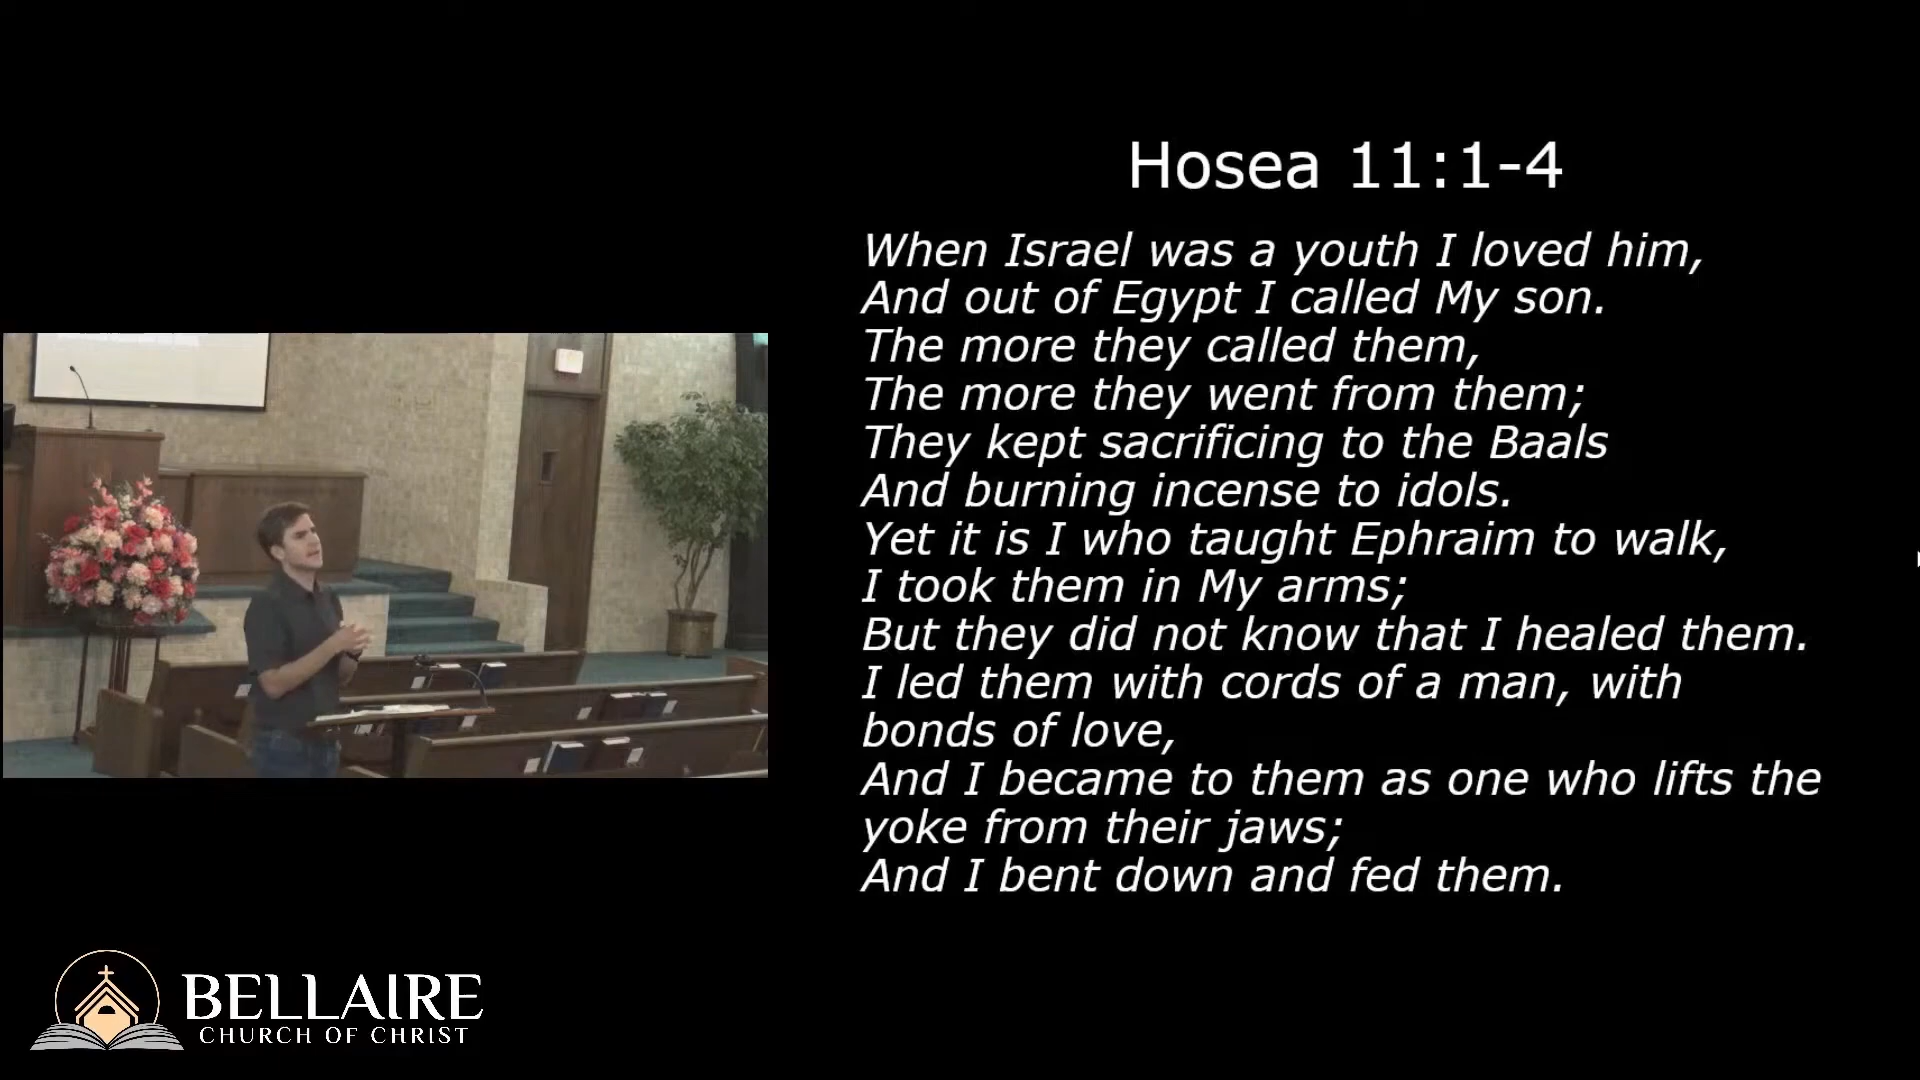 Hosea 11:1-4
When Israel was a youth I loved him,
And out of Egypt I called My son.
The more they called them,
The more they went from them;
They kept sacrificing to the Baals
And burning incense to idols.
Yet it is I who taught Ephraim to walk,
I took them in My arms;
But they did not know that I healed them.
I led them with cords of a man, with
bonds of love,
And I became to them as one who lifts the
yoke from their jaws;
And I bent down and fed them.
BELLAIRE
CHURCH OF CHRIST